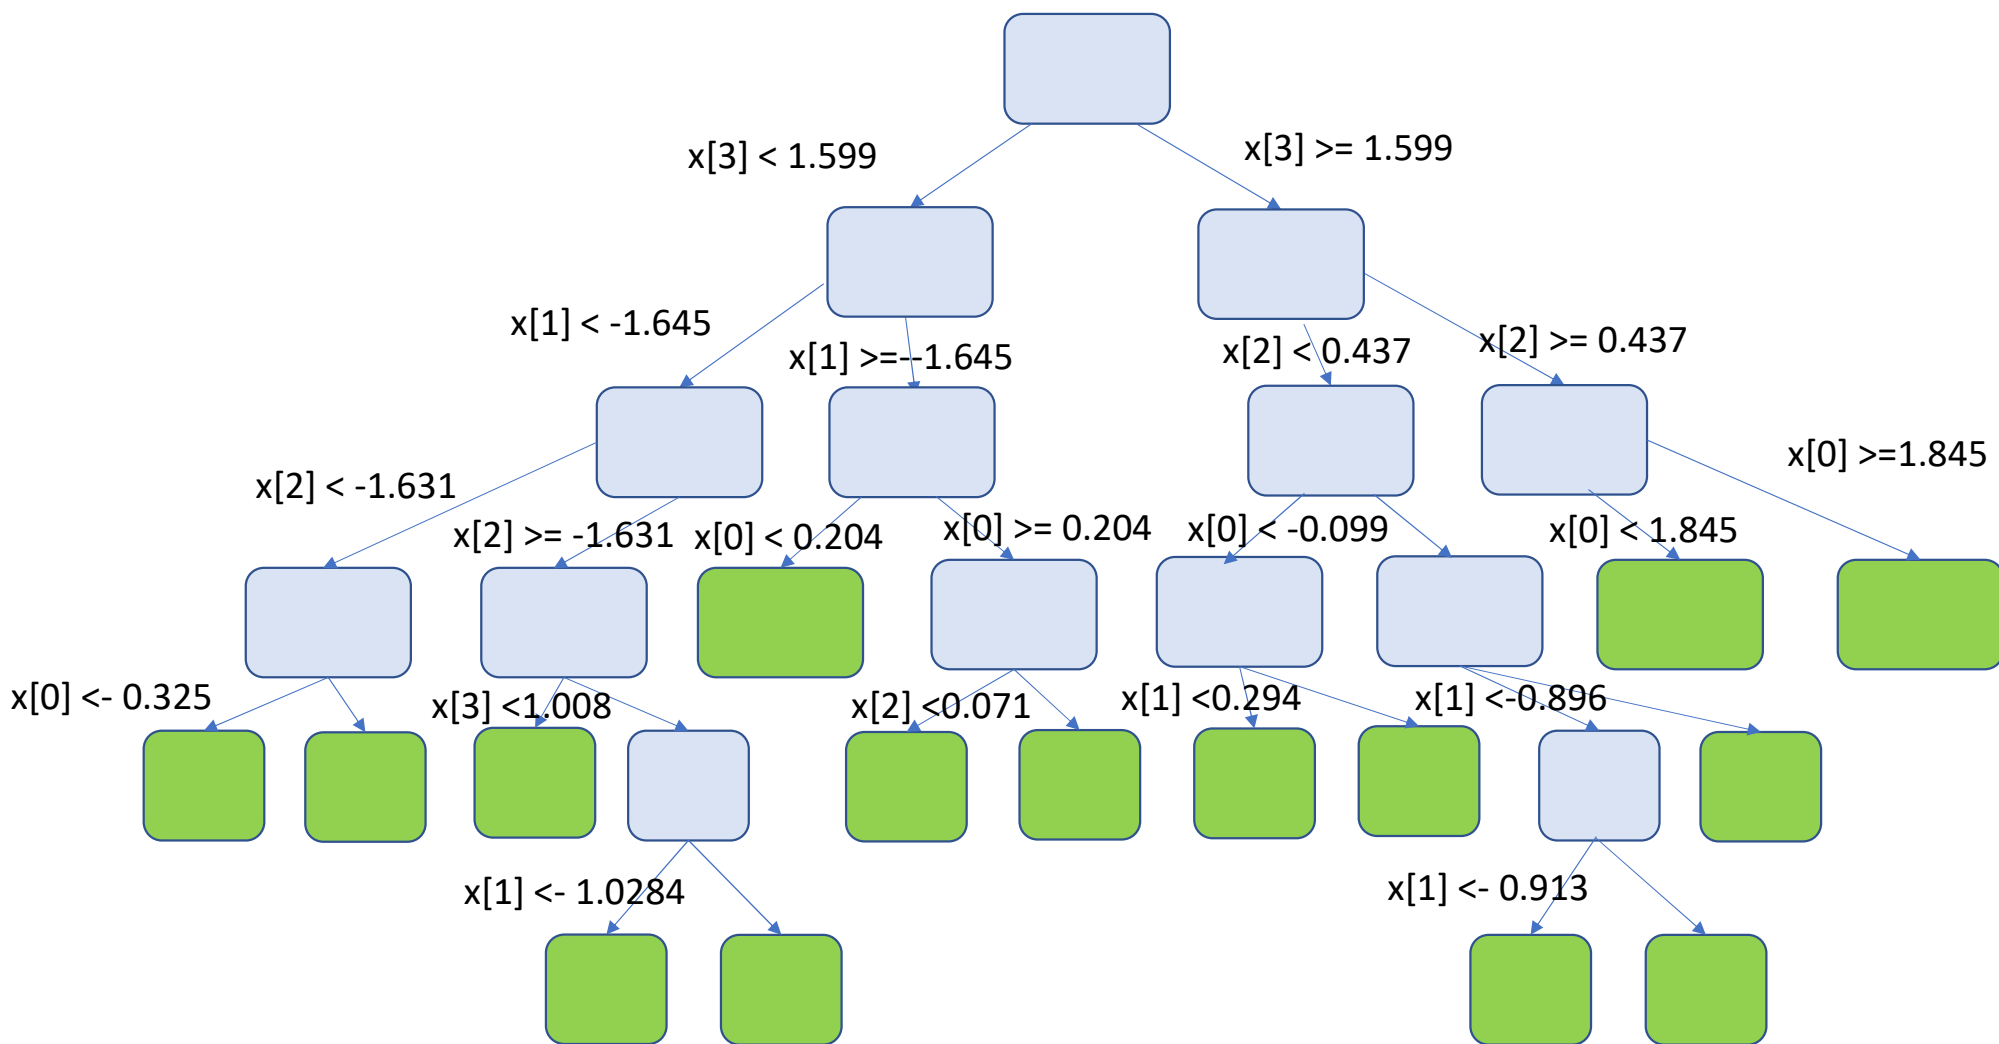 x[3] < 1.599
x[3] >= 1.599
x[1] < -1.645
x[1] >=--1.645
x[2] < 0.437
x[2] >= 0.437
x[2] < -1.631
x[2] >= -1.631
x[0] < 0.204
x[0] >= 0.204
x[0] < -0.099
x[0] < 1.845
x[0] >=1.845
x[0] <- 0.325
x[3] <1.008
x[2] <0.071
x[1] <0.294
x[1] <-0.896
x[1] <- 1.0284
x[1] <- 0.913